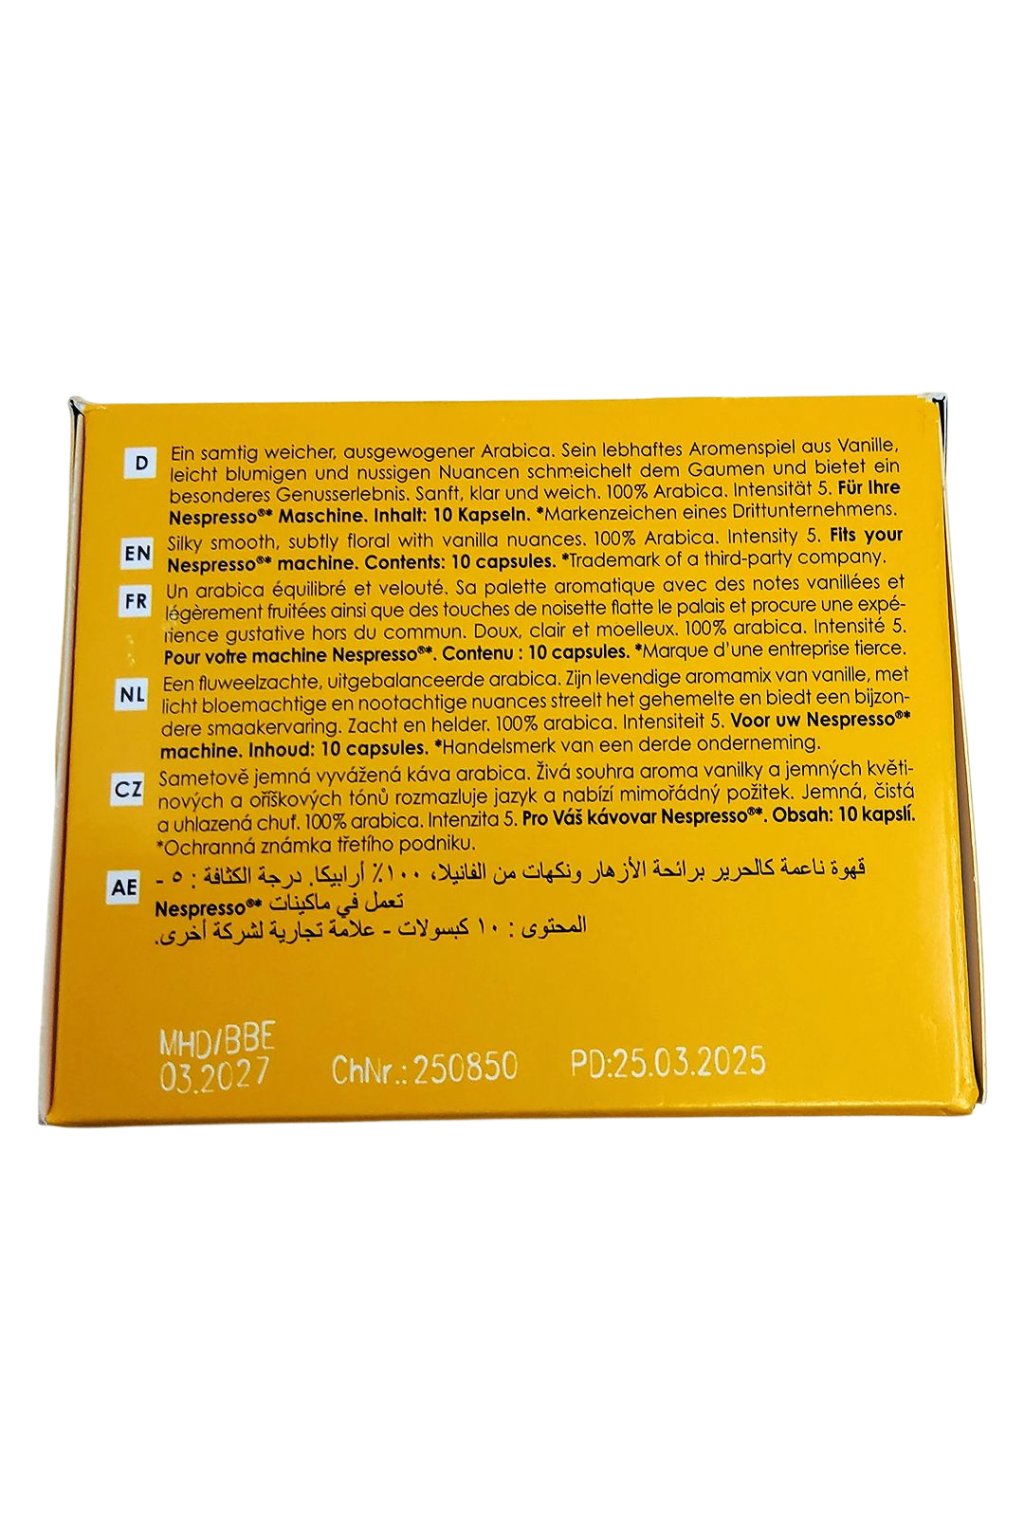 D Ein samtig weicher, ausgewogener Arabica. Sein lebhaftes Aromenspiel aus Vanille,
leicht blumigen und nussigen Nuancen schmeichelt dem Gaumen und bietet ein
besonderes Genusserlebnis. Sanft, klar und weich. 100% Arabica. Intensität 5. Für Ihre
Nespresso®* Maschine. Inhalt: 10 Kapseln. *Markenzeichen eines Drittunternehmens.
EN Silky smooth, subtly floral with vanilla nuances. 100% Arabica. Intensity 5. Fits your
Nespresso®* machine. Contents: 10 capsules. *Trademark of a third-party company.
FR Un arabica équilibré et velouté. Sa palette aromatique avec des notes vanillées et
légèrement fruitées ainsi que des touches de noisette flatte le palais et procure une expé-
rience gustative hors du commun. Doux, clair et moelleux. 100% arabica. Intensité 5.
Pour votre machine Nespresso®*. Contenu : 10 capsules. *Marque d'une entreprise tierce.
NL Een fluweelzachte, uitgebalanceerde arabica. Zijn levendige aromamix van vanille, met
licht bloemachtige en nootachtige nuances streelt het gehemelte en biedt een bijzon-
dere smaakervaring. Zacht en helder. 100% arabica. Intensiteit 5. Voor uw Nespresso®*
machine. Inhoud: 10 capsules. *Handelsmerk van een derde onderneming.
CZ Sametově jemná vyvážená káva arabica. Živá souhra aroma vanilky a jemných květi-
nových a oříškových tónů rozmazluje jazyk a nabízí mimořádný požitek. Jemná, čistá
a uhlazená chuť. 100% arabica. Intenzita 5. Pro Váš kávovar Nespresso®*. Obsah: 10 kapslí.
*Ochranná známka třetího podniku.
AE قهوة ناعمة كالحرير برائحة الأزهار ونكهات من الفانيلا، ١٠٠٪ أرابيكا. درجة الكثافة : ٥ -
تعمل في ماكينات Nespresso®*
المحتوى : ١٠ كبسولات - علامة تجارية لشركة أخرى.
MHD/BBE
03.2027
ChNr.: 250850
PD:25.03.2025